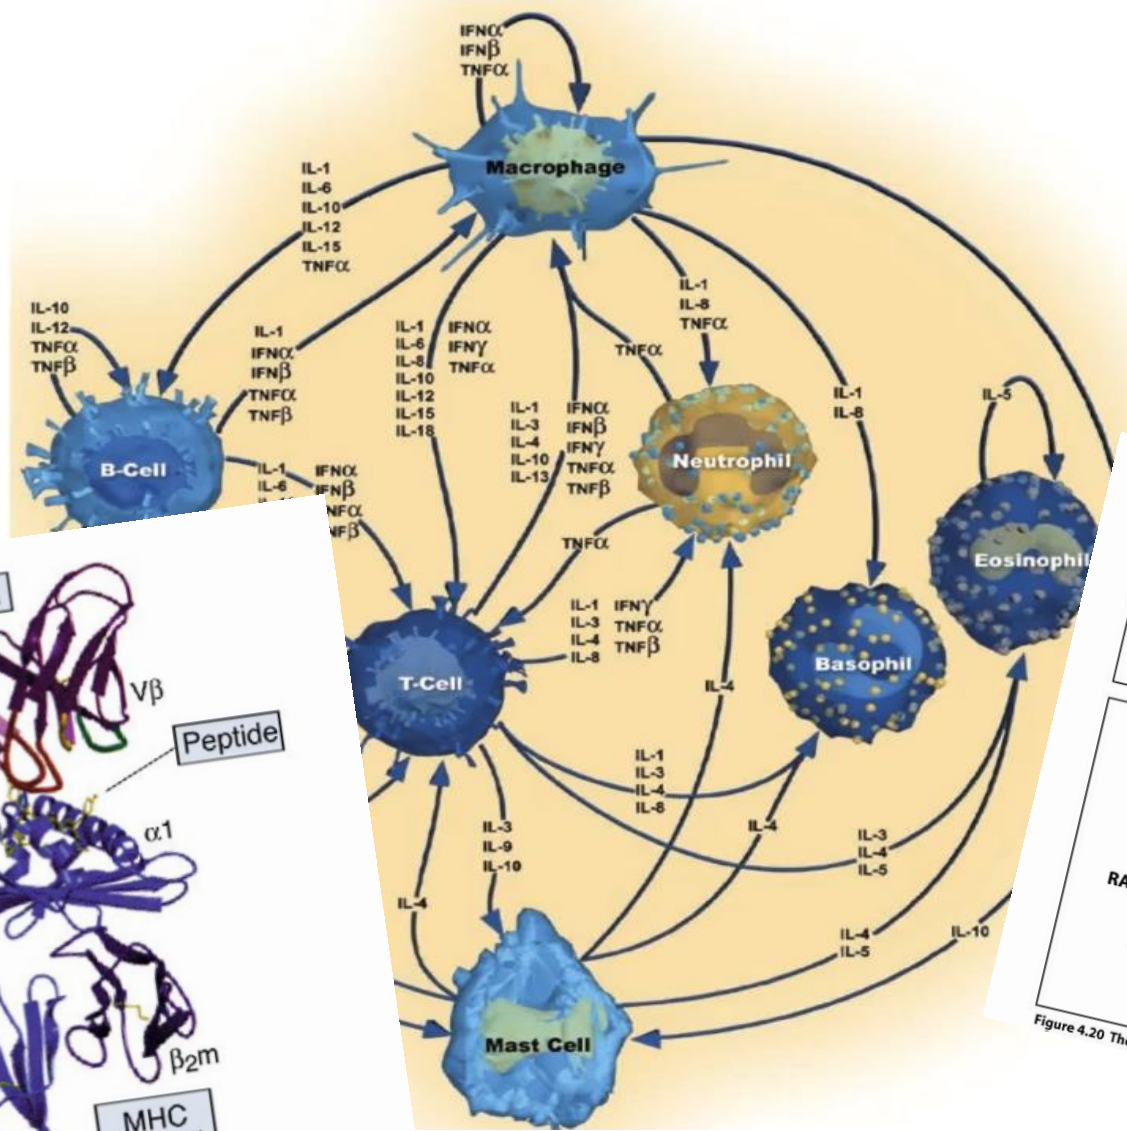 IFNα
IFNβ
TNFα
Macrophage
IL-1
IL-6
IL-10
IL-12
IL-15
TNFα
IL-10
IL-12
TNFα
TNFβ
IL-1
IFNα
IFNβ
TNFα
TNFβ
IL-1 IFNα
IL-6 IFNγ
IL-8 TNFα
IL-10
IL-12
IL-15
IL-18
IL-1 IFNα
IL-3 IFNβ
IL-4 IFNγ
IL-10 TNFα
IL-13 TNFβ
TNFα
IL-1
IL-8
TNFα
IL-1
IL-8
IL-5
B-Cell
Neutrophil
Eosinophil
IL-1 IFNα
IL-6 IFNβ
NFα
NFβ
TNFα
IL-1 IFNγ
IL-3 TNFα
IL-4 TNFβ
IL-8
T-Cell
Basophil
IL-4
IL-1
IL-3
IL-4
IL-8
IL-3
IL-9
IL-10
IL-4
IL-4
IL-3
IL-4
IL-5
IL-4
IL-5
IL-10
Mast Cell
Vβ
Peptide
α1
β2m
MHC
RA
Figure 4.20 The